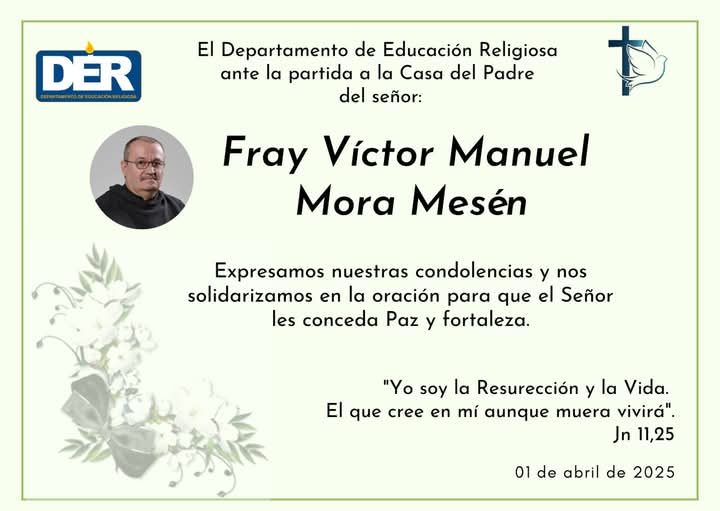 DER
DEPARTAMENTO DE EDUCACIÓN RELIGIOSA
El Departamento de Educación Religiosa
ante la partida a la Casa del Padre
del señor:
Fray Víctor Manuel
Mora Mesén
Expresamos nuestras condolencias y nos
solidarizamos en la oración para que el Señor
les conceda Paz y fortaleza.
"Yo soy la Resurección y la Vida.
El que cree en mí aunque muera vivirá".
Jn 11,25
01 de abril de 2025